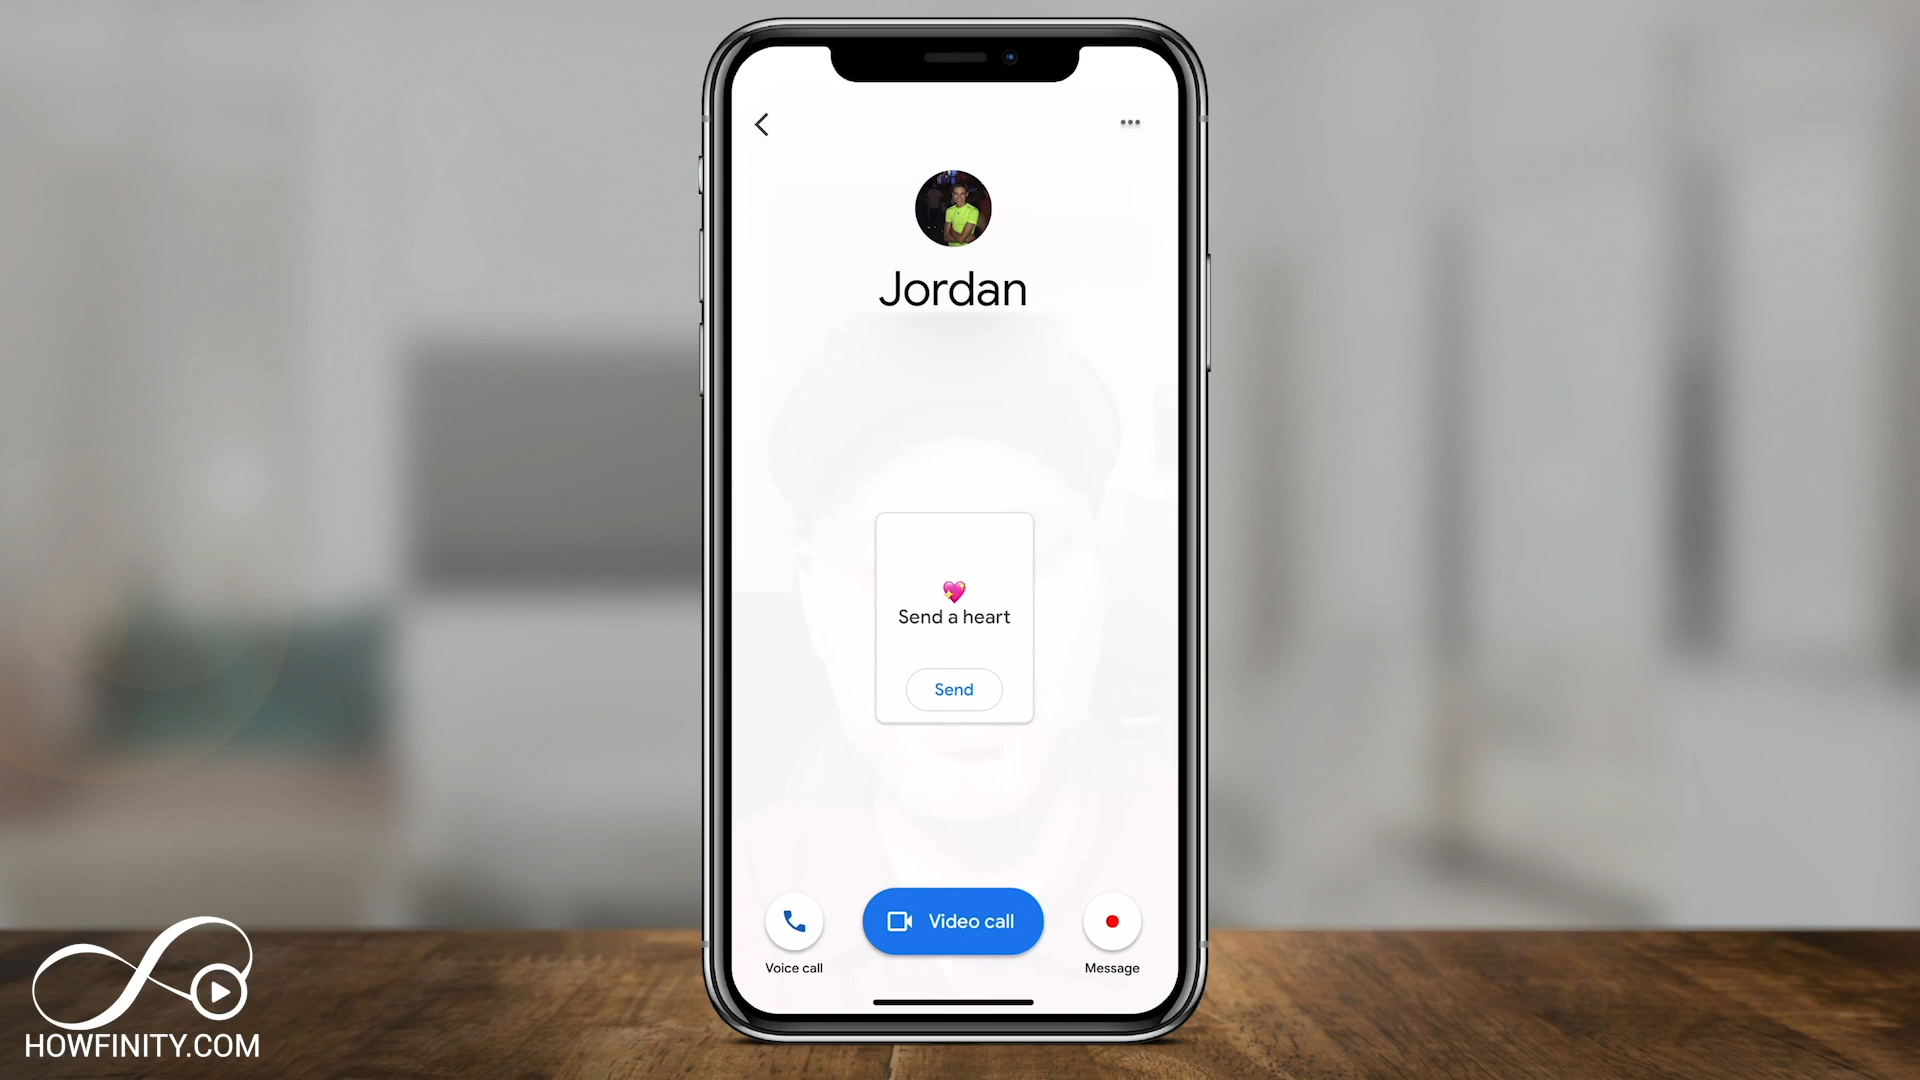 Jordan
Send a heart
Send
Video call
Voice call
Message
HOWFINITY.COM